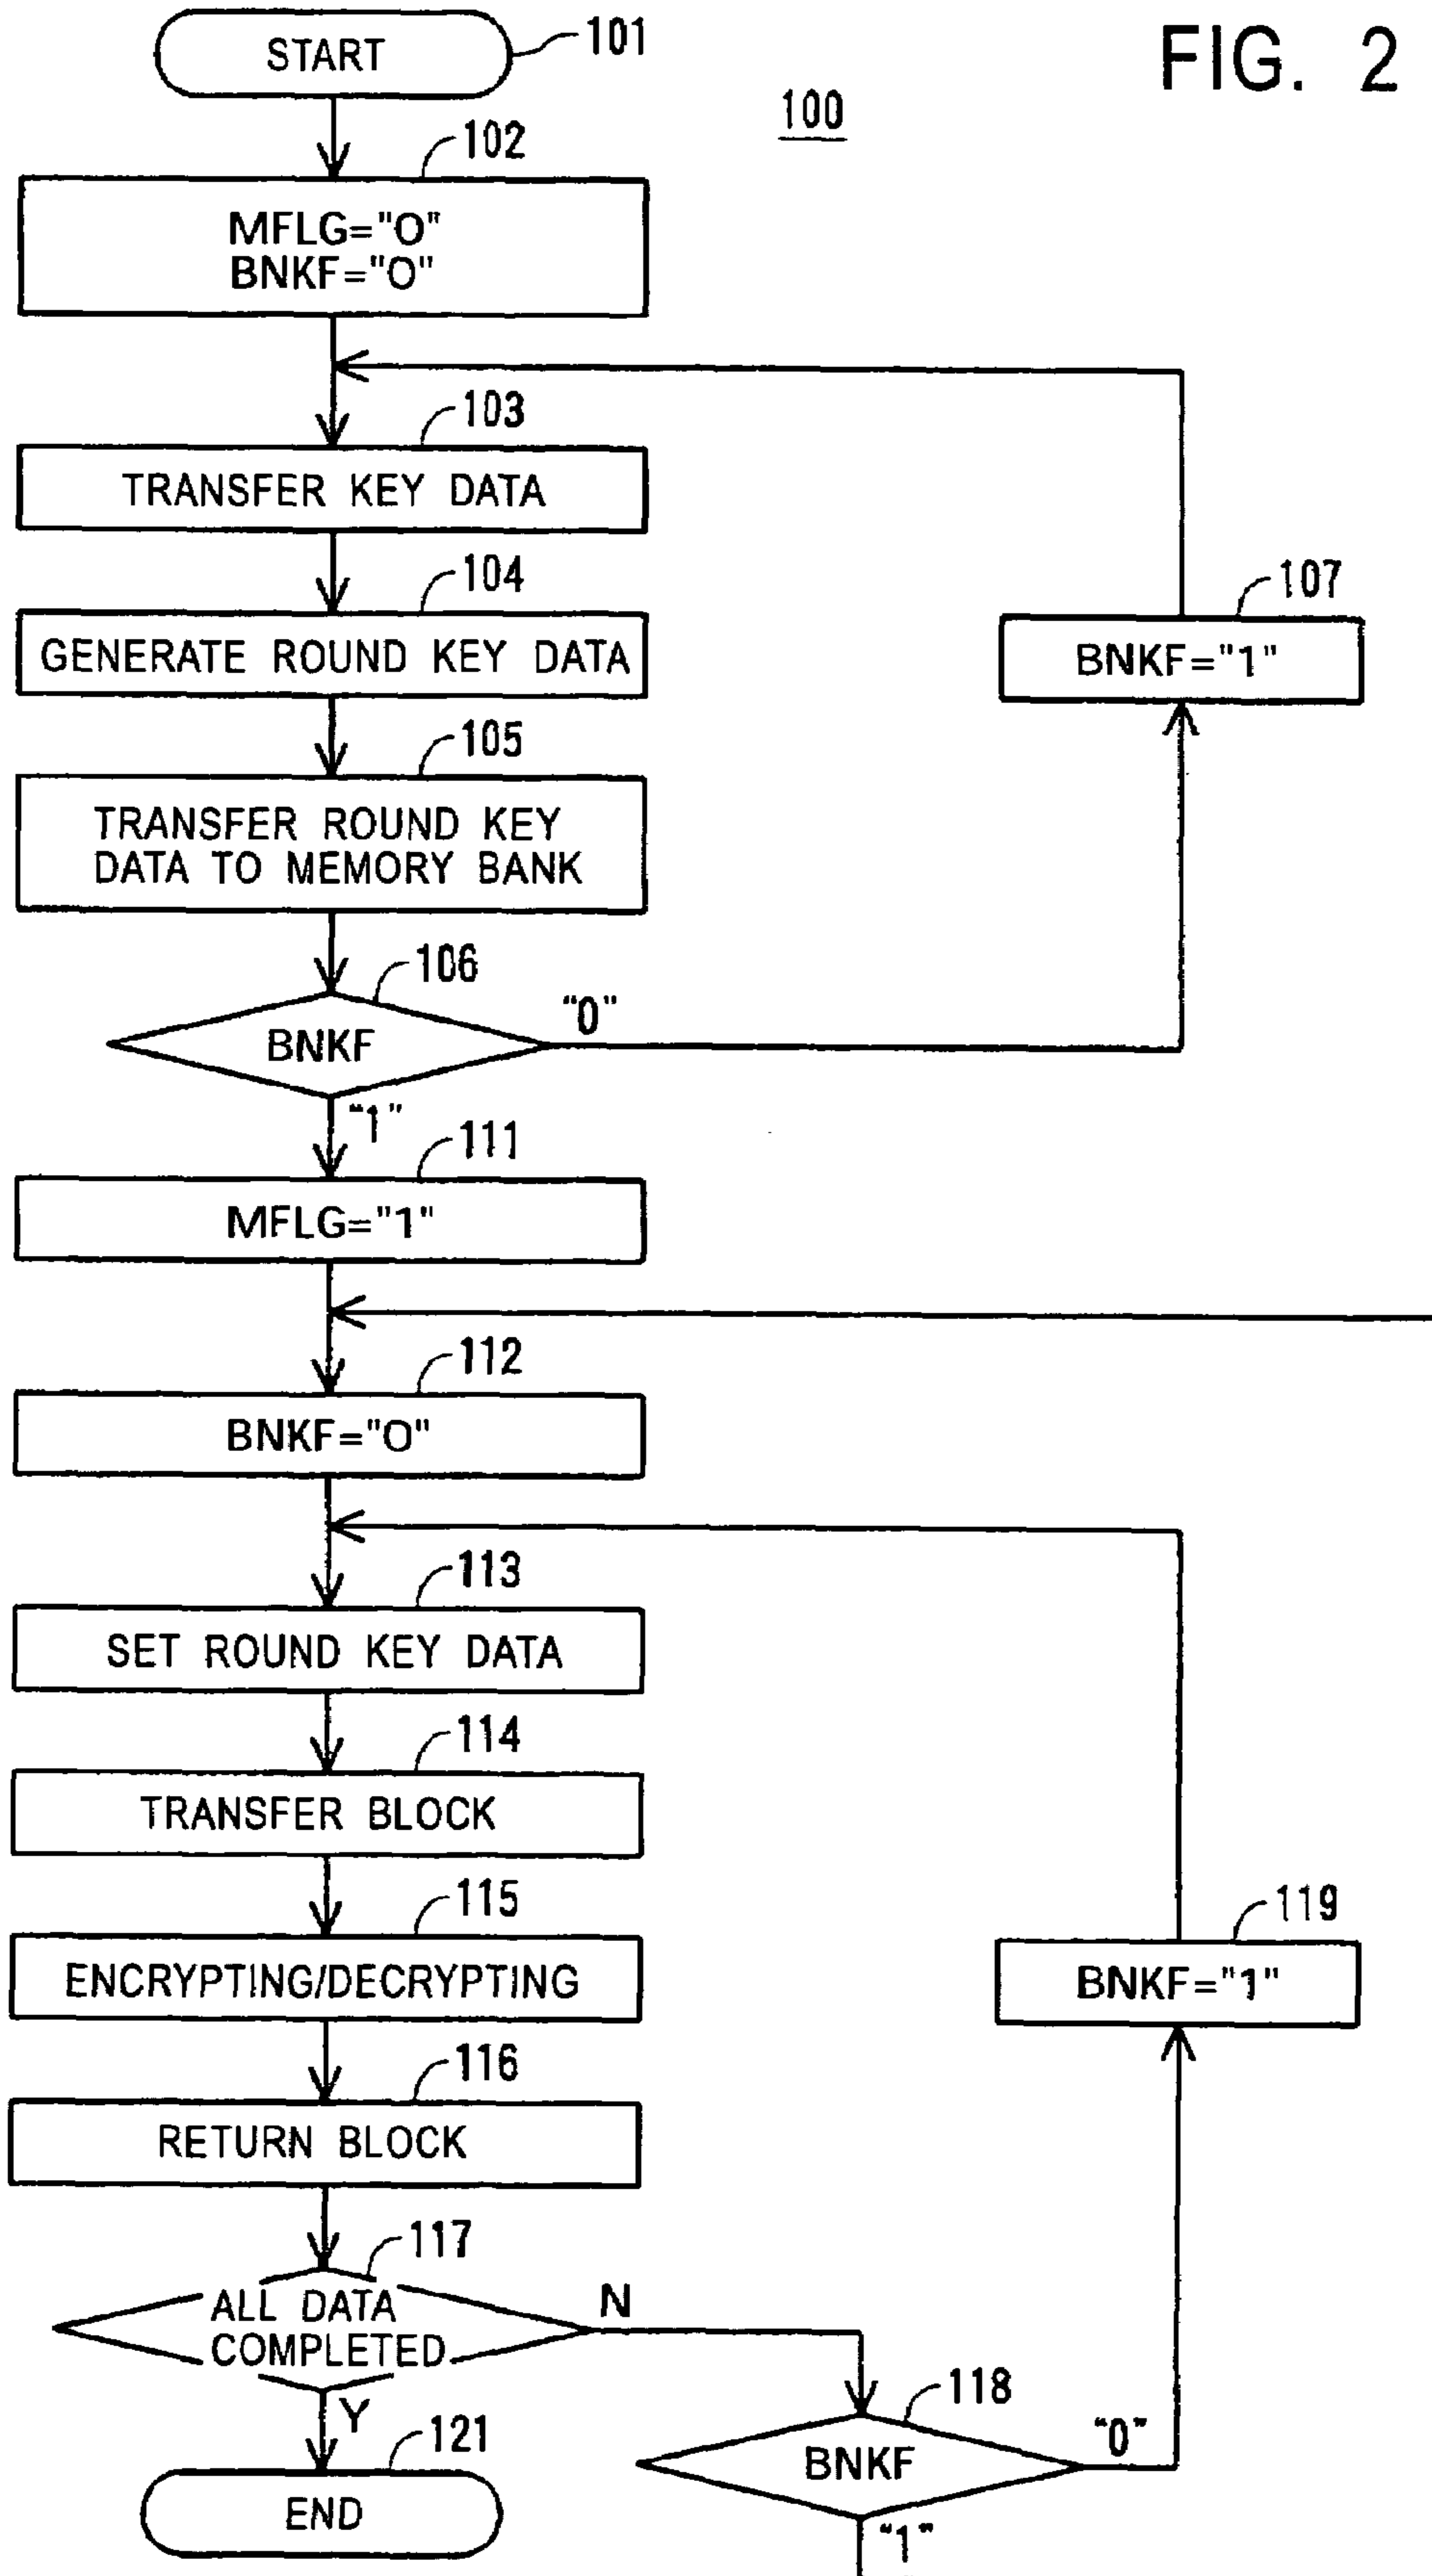 FIG. 2
100
START
101
102
MFLG="0"
BNKF="0"
103
TRANSFER KEY DATA
104
GENERATE ROUND KEY DATA
107
BNKF="1"
105
TRANSFER ROUND KEY
DATA TO MEMORY BANK
106
BNKF
"0"
"1"
111
MFLG="1"
112
BNKF="0"
113
SET ROUND KEY DATA
114
TRANSFER BLOCK
115
ENCRYPTING/DECRYPTING
119
BNKF="1"
116
RETURN BLOCK
117
ALL DATA
COMPLETED
N
Y
118
BNKF
"0"
"1"
121
END